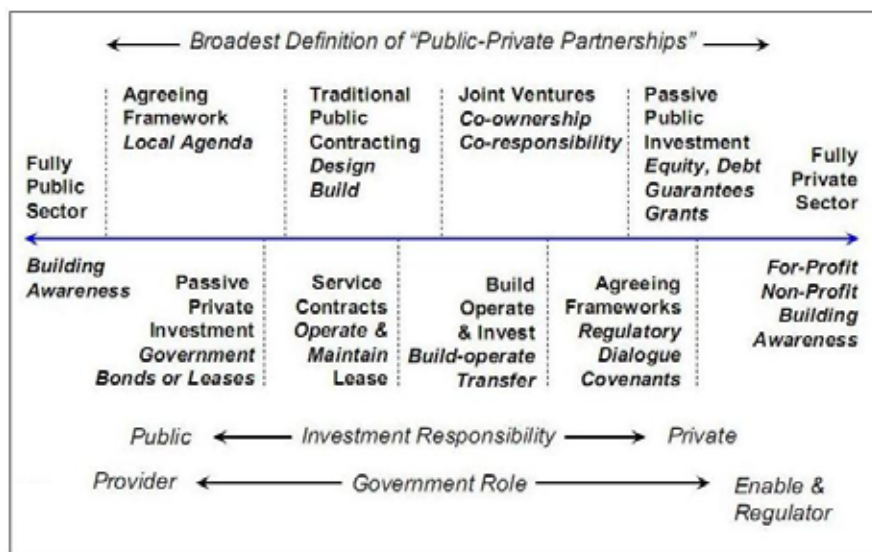 Broadest Definition of “Public-Private Partnerships”
Fully
Public
Sector
Agreeing
Framework
Local Agenda
Traditional
Public
Contracting
Design
Build
Joint Ventures
Co-ownership
Co-responsibility
Passive
Public
Investment
Equity, Debt
Guarantees
Grants
Fully
Private
Sector
Building
Awareness
Passive
Private
Investment
Government
Bonds or Leases
Service
Contracts
Operate &
Maintain
Lease
Build
Operate
& Invest
Build-operate
Transfer
Agreeing
Frameworks
Regulatory
Dialogue
Covenants
For-Profit
Non-Profit
Building
Awareness
Public Investment Responsibility Private
Provider Government Role Enable &
Regulator